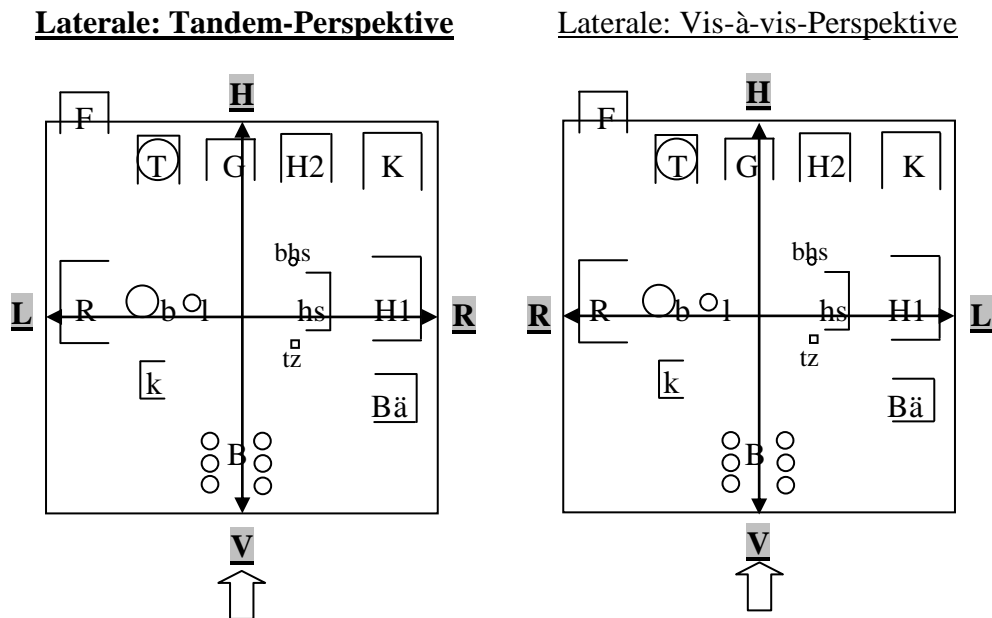 Laterale: Tandem-Perspektive Laterale: Vis-à-vis-Perspektive
H H
F F
T G H2 K T G H2 K
bhs bhs
L R b l hs H1 R R R b l hs H1 L
tz tz
k k
Bä Bä
B B
V V